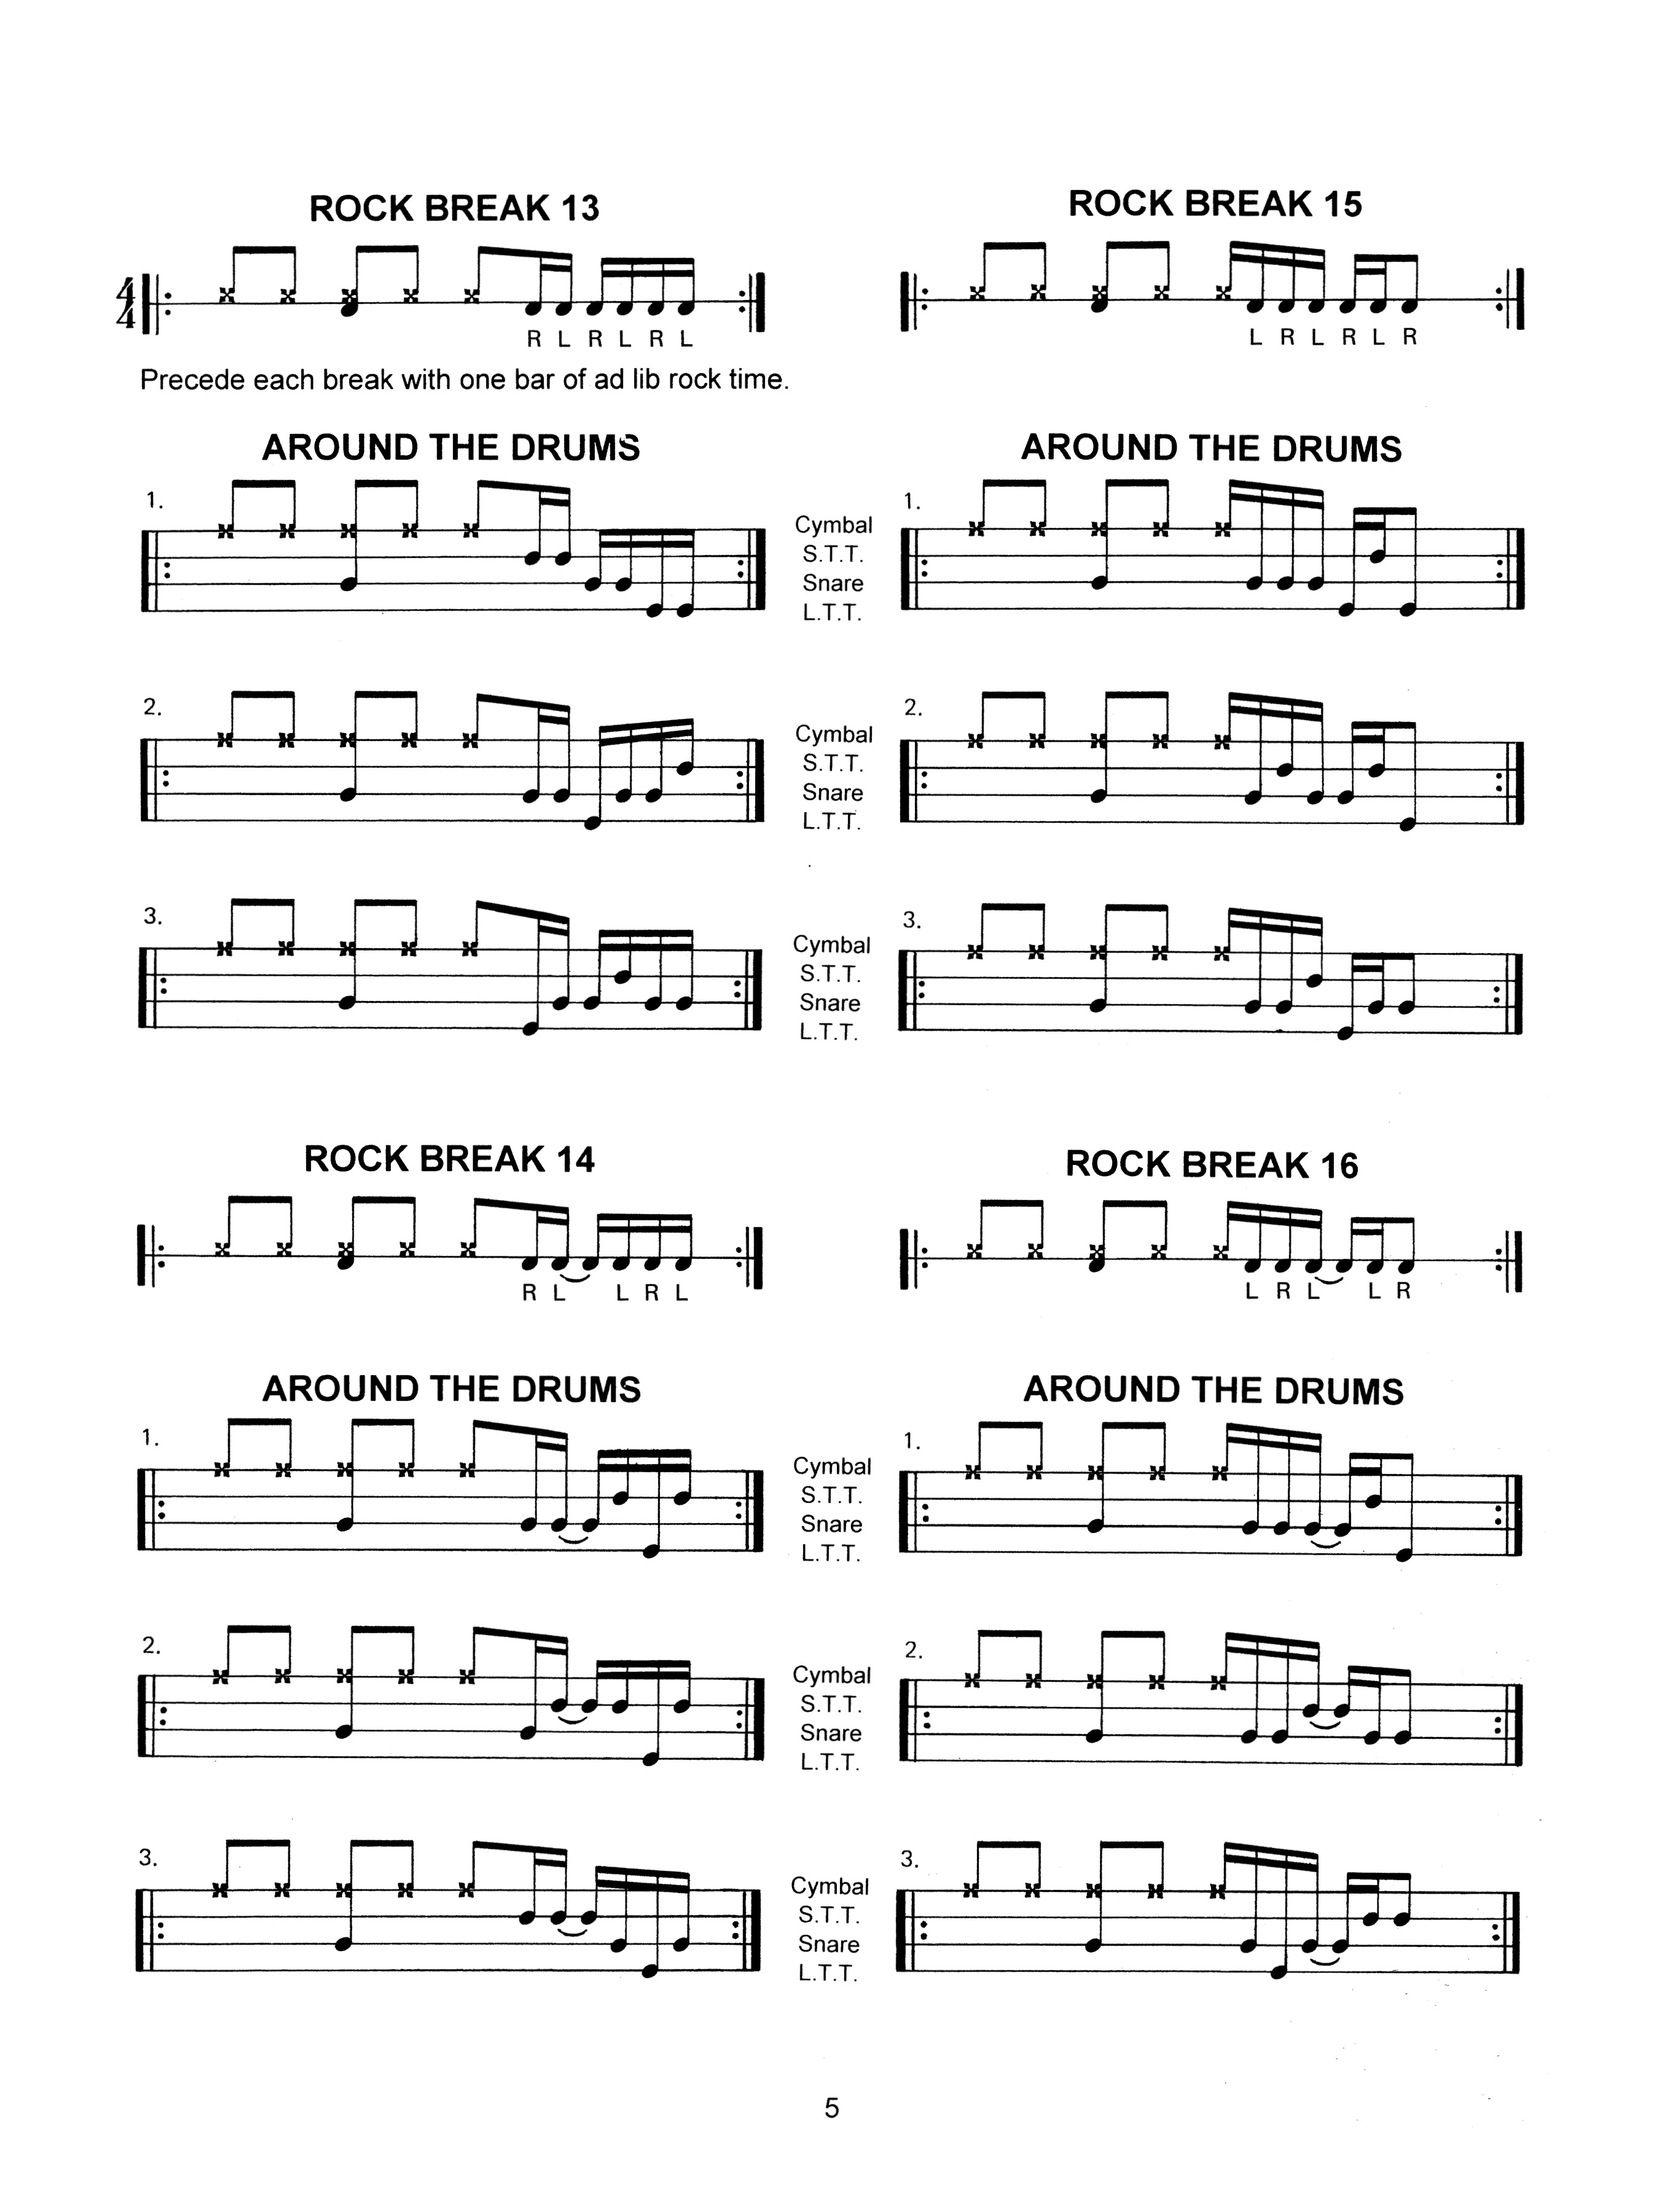 ROCK BREAK 13
4
4
R L R L R L
Precede each break with one bar of ad lib rock time.
AROUND THE DRUMS
1.
Cymbal
S.T.T.
Snare
L.T.T.
2.
Cymbal
S.T.T.
Snare
L.T.T.
3.
Cymbal
S.T.T.
Snare
L.T.T.
ROCK BREAK 14
R L L R L
AROUND THE DRUMS
1.
Cymbal
S.T.T.
Snare
L.T.T.
2.
Cymbal
S.T.T.
Snare
L.T.T.
3.
Cymbal
S.T.T.
Snare
L.T.T.
ROCK BREAK 15
L R L R L R
AROUND THE DRUMS
1.
2.
3.
ROCK BREAK 16
L R L L R
AROUND THE DRUMS
1.
2.
3.
5